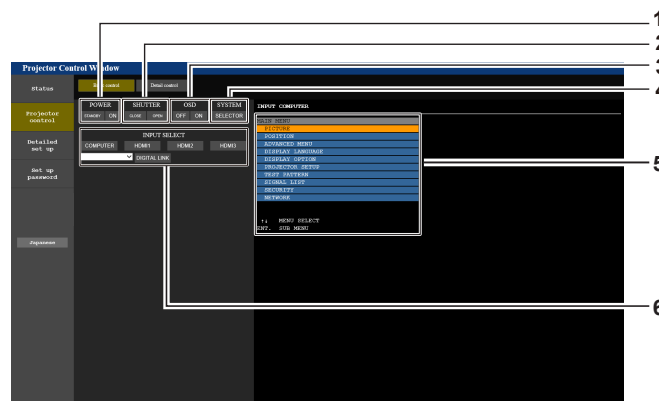 1
2
3
4
Projector Control Window
Status
Basic control
Detail control
POWER
SHUTTER
OSD
SYSTEM
STANDBY
ON
CLOSE
OPEN
OFF
ON
SELECTOR
Projector
control
INPUT SELECT
COMPUTER
HDMI1
HDMI2
HDMI3
DIGITAL LINK
Detailed
set up
Set up
password
Japanese
INPUT COMPUTER
MAIN MENU
PICTURE
POSITION
ADVANCED MENU
DISPLAY LANGUAGE
DISPLAY OPTION
PROJECTOR SETUP
TEST PATTERN
SIGNAL LIST
SECURITY
NETWORK
↑↓ MENU SELECT
ENT. SUB MENU
5
6